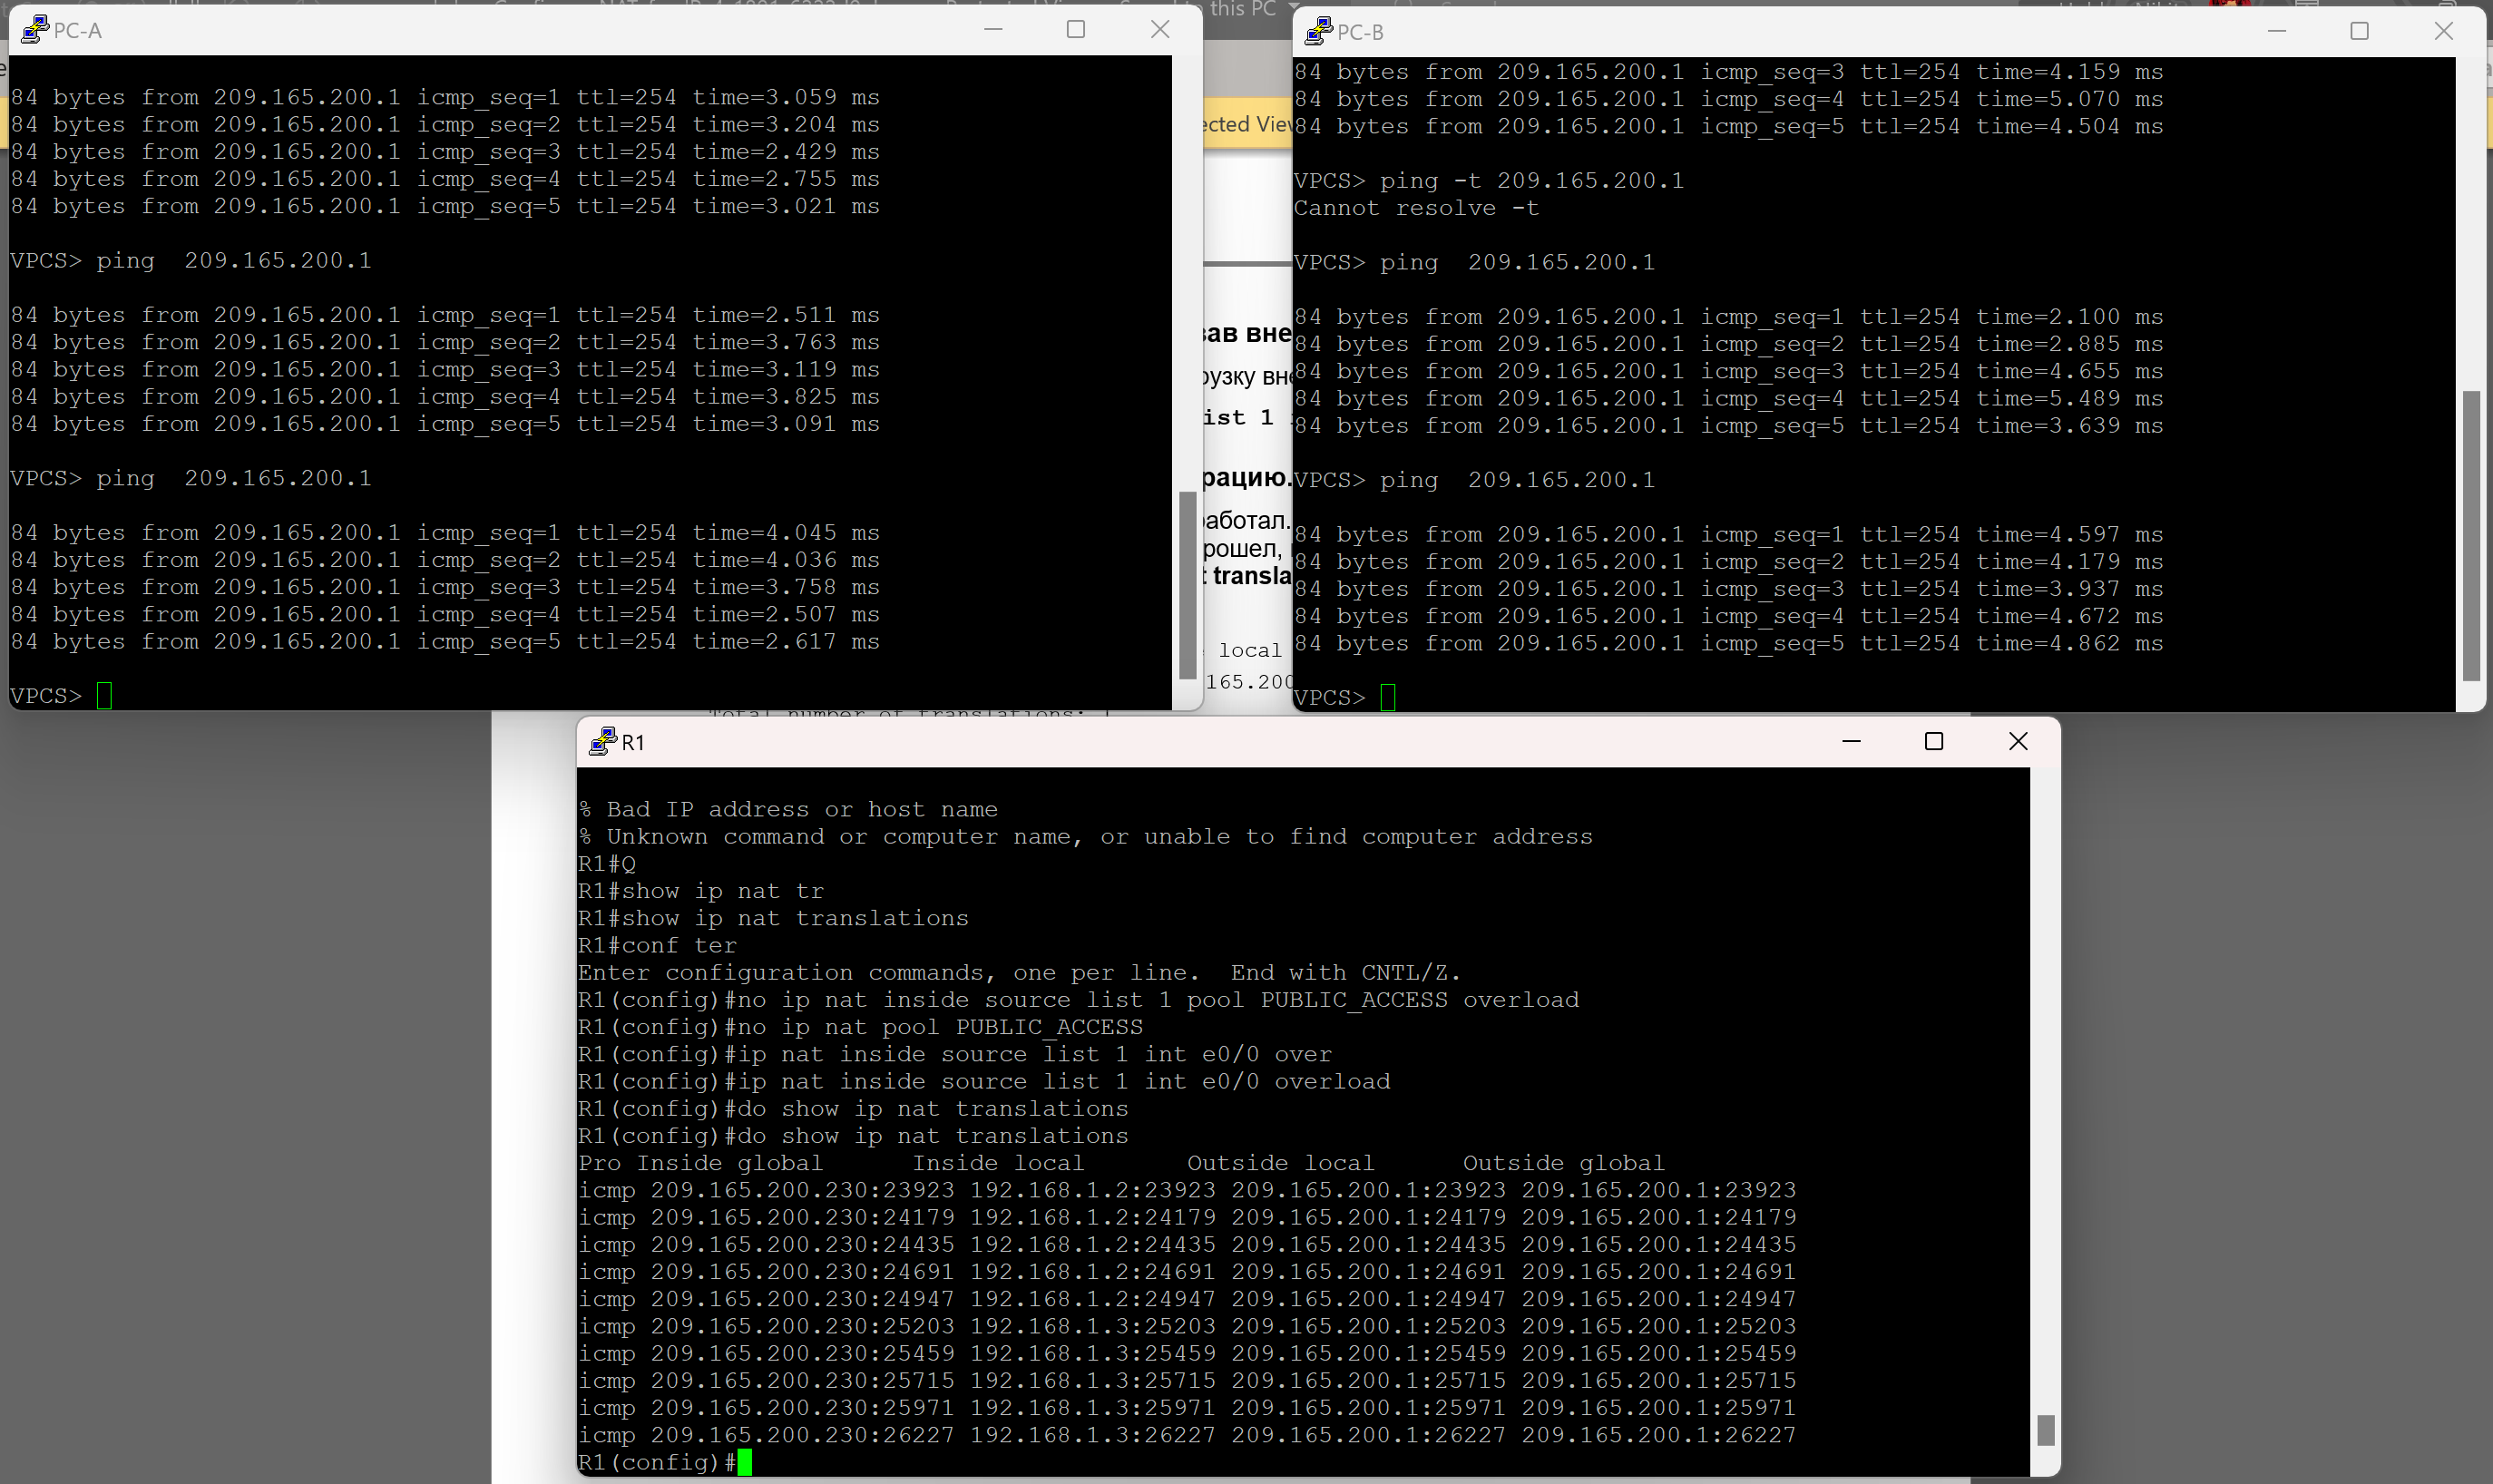 PC-A
84 bytes from 209.165.200.1 icmp_seq=1 ttl=254 time=3.059 ms
84 bytes from 209.165.200.1 icmp_seq=2 ttl=254 time=3.204 ms
84 bytes from 209.165.200.1 icmp_seq=3 ttl=254 time=2.429 ms
84 bytes from 209.165.200.1 icmp_seq=4 ttl=254 time=2.755 ms
84 bytes from 209.165.200.1 icmp_seq=5 ttl=254 time=3.021 ms
VPCS> ping  209.165.200.1
84 bytes from 209.165.200.1 icmp_seq=1 ttl=254 time=2.511 ms
84 bytes from 209.165.200.1 icmp_seq=2 ttl=254 time=3.763 ms
84 bytes from 209.165.200.1 icmp_seq=3 ttl=254 time=3.119 ms
84 bytes from 209.165.200.1 icmp_seq=4 ttl=254 time=3.825 ms
84 bytes from 209.165.200.1 icmp_seq=5 ttl=254 time=3.091 ms
VPCS> ping  209.165.200.1
84 bytes from 209.165.200.1 icmp_seq=1 ttl=254 time=4.045 ms
84 bytes from 209.165.200.1 icmp_seq=2 ttl=254 time=4.036 ms
84 bytes from 209.165.200.1 icmp_seq=3 ttl=254 time=3.758 ms
84 bytes from 209.165.200.1 icmp_seq=4 ttl=254 time=2.507 ms
84 bytes from 209.165.200.1 icmp_seq=5 ttl=254 time=2.617 ms
VPCS>
this PC
ist 1
local
PC-B
84 bytes from 209.165.200.1 icmp_seq=3 ttl=254 time=4.159 ms
84 bytes from 209.165.200.1 icmp_seq=4 ttl=254 time=5.070 ms
84 bytes from 209.165.200.1 icmp_seq=5 ttl=254 time=4.504 ms
VPCS> ping -t 209.165.200.1
Cannot resolve -t
VPCS> ping  209.165.200.1
84 bytes from 209.165.200.1 icmp_seq=1 ttl=254 time=2.100 ms
84 bytes from 209.165.200.1 icmp_seq=2 ttl=254 time=2.885 ms
84 bytes from 209.165.200.1 icmp_seq=3 ttl=254 time=4.655 ms
84 bytes from 209.165.200.1 icmp_seq=4 ttl=254 time=5.489 ms
84 bytes from 209.165.200.1 icmp_seq=5 ttl=254 time=3.639 ms
VPCS> ping  209.165.200.1
84 bytes from 209.165.200.1 icmp_seq=1 ttl=254 time=4.597 ms
84 bytes from 209.165.200.1 icmp_seq=2 ttl=254 time=4.179 ms
84 bytes from 209.165.200.1 icmp_seq=3 ttl=254 time=3.937 ms
84 bytes from 209.165.200.1 icmp_seq=4 ttl=254 time=4.672 ms
84 bytes from 209.165.200.1 icmp_seq=5 ttl=254 time=4.862 ms
VPCS>
R1
% Bad IP address or host name
% Unknown command or computer name, or unable to find computer address
R1#Q
R1#show ip nat tr
R1#show ip nat translations
R1#conf ter
Enter configuration commands, one per line.  End with CNTL/Z.
R1(config)#no ip nat inside source list 1 pool PUBLIC_ACCESS overload
R1(config)#no ip nat pool PUBLIC_ACCESS
R1(config)#ip nat inside source list 1 int e0/0 over
R1(config)#ip nat inside source list 1 int e0/0 overload
R1(config)#do show ip nat translations
R1(config)#do show ip nat translations
Pro Inside global      Inside local       Outside local      Outside global
icmp 209.165.200.230:23923 192.168.1.2:23923 209.165.200.1:23923 209.165.200.1:23923
icmp 209.165.200.230:24179 192.168.1.2:24179 209.165.200.1:24179 209.165.200.1:24179
icmp 209.165.200.230:24435 192.168.1.2:24435 209.165.200.1:24435 209.165.200.1:24435
icmp 209.165.200.230:24691 192.168.1.2:24691 209.165.200.1:24691 209.165.200.1:24691
icmp 209.165.200.230:24947 192.168.1.2:24947 209.165.200.1:24947 209.165.200.1:24947
icmp 209.165.200.230:25203 192.168.1.3:25203 209.165.200.1:25203 209.165.200.1:25203
icmp 209.165.200.230:25459 192.168.1.3:25459 209.165.200.1:25459 209.165.200.1:25459
icmp 209.165.200.230:25715 192.168.1.3:25715 209.165.200.1:25715 209.165.200.1:25715
icmp 209.165.200.230:25971 192.168.1.3:25971 209.165.200.1:25971 209.165.200.1:25971
icmp 209.165.200.230:26227 192.168.1.3:26227 209.165.200.1:26227 209.165.200.1:26227
R1(config)#